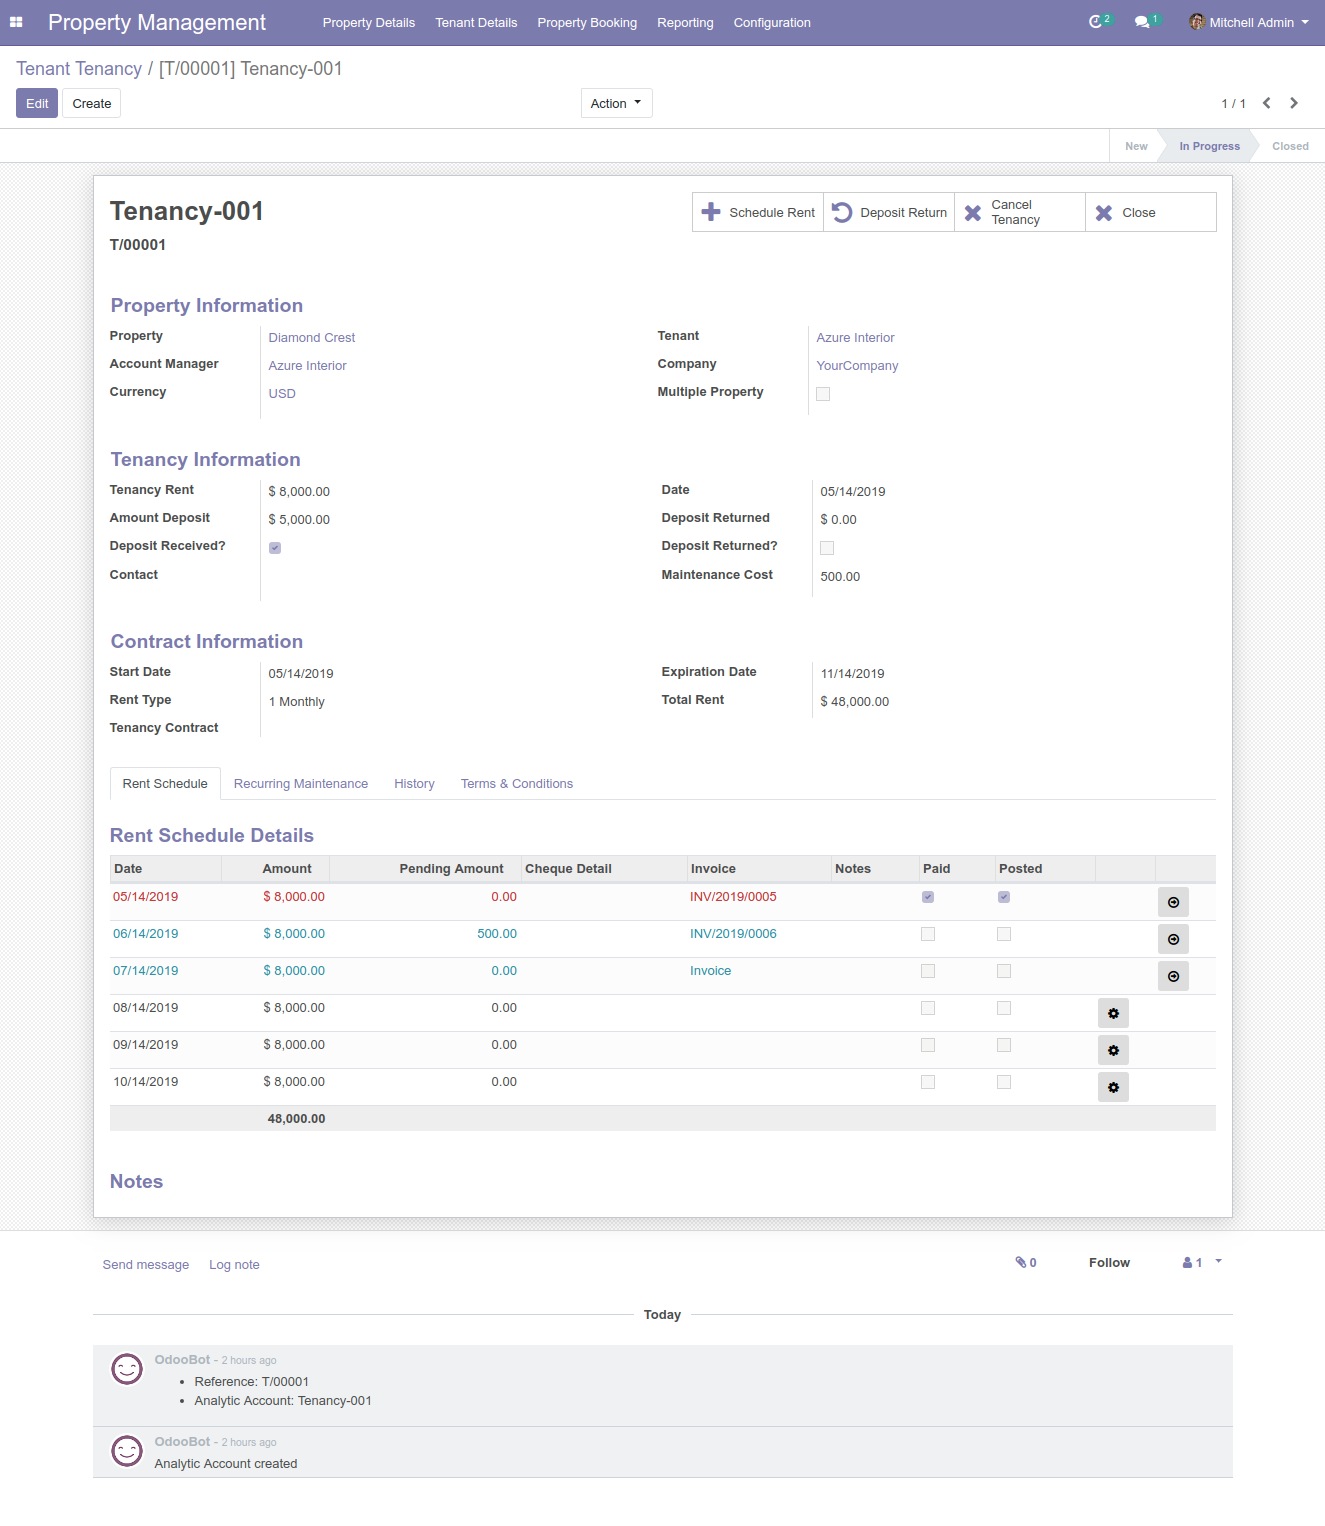 Property Management Property Details Tenant Details Property Booking Reporting Configuration 2 1 Mitchell Admin
Tenant Tenancy / [T/00001] Tenancy-001
Edit Create Action 1 / 1
New In Progress Closed
Tenancy-001
T/00001
Schedule Rent Deposit Return Cancel Tenancy Close
Property Information
Property Diamond Crest Tenant Azure Interior
Account Manager Azure Interior Company YourCompany
Currency USD Multiple Property
Tenancy Information
Tenancy Rent $ 8,000.00 Date 05/14/2019
Amount Deposit $ 5,000.00 Deposit Returned $ 0.00
Deposit Received? Deposit Returned?
Contact Maintenance Cost 500.00
Contract Information
Start Date 05/14/2019 Expiration Date 11/14/2019
Rent Type 1 Monthly Total Rent $ 48,000.00
Tenancy Contract
Rent Schedule Recurring Maintenance History Terms & Conditions
Rent Schedule Details
Date Amount Pending Amount Cheque Detail Invoice Notes Paid Posted
05/14/2019 $ 8,000.00 0.00 INV/2019/0005
06/14/2019 $ 8,000.00 500.00 INV/2019/0006
07/14/2019 $ 8,000.00 0.00 Invoice
08/14/2019 $ 8,000.00 0.00
09/14/2019 $ 8,000.00 0.00
10/14/2019 $ 8,000.00 0.00
48,000.00
Notes
Send message Log note 0 Follow 1
Today
OdooBot - 2 hours ago
• Reference: T/00001
• Analytic Account: Tenancy-001
OdooBot - 2 hours ago
Analytic Account created